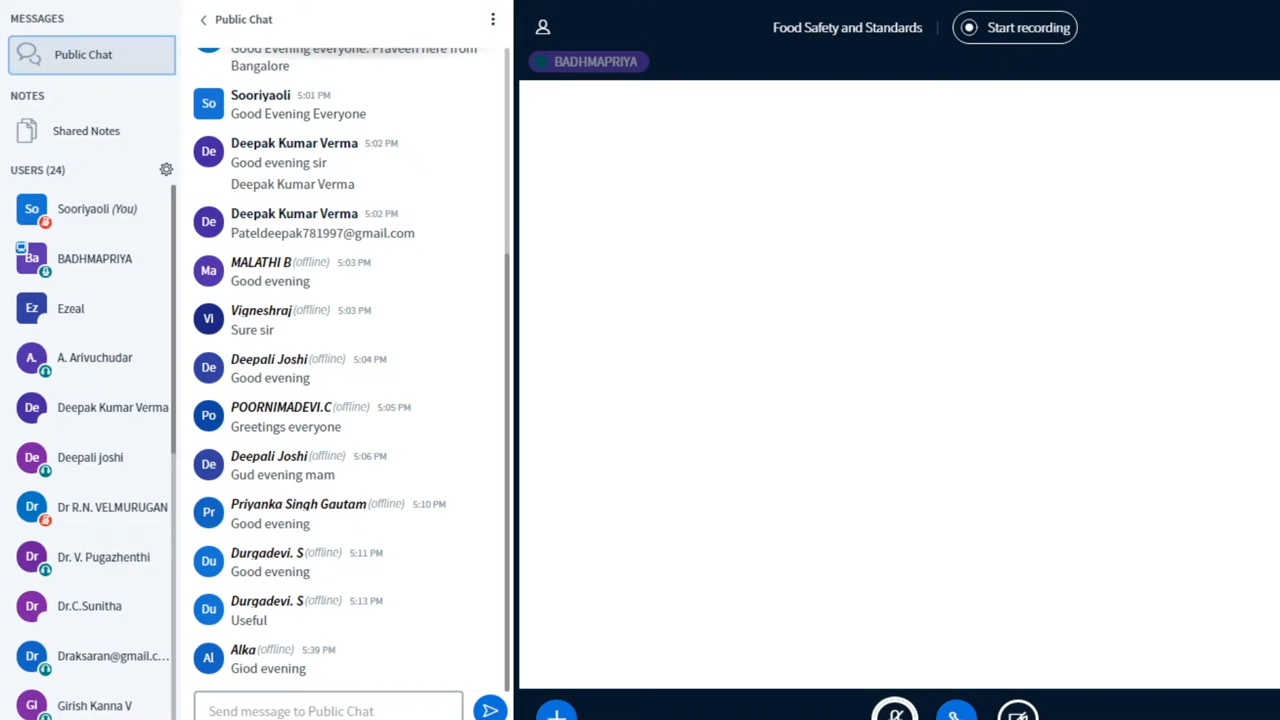 MESSAGES
Public Chat
NOTES
Shared Notes
USERS (24)
So
Sooriyaoli (You)
Ba
BADHMAPRIYA
Ez
Ezeal
A.
A. Arivuchudar
De
Deepak Kumar Verma
De
Deepali joshi
Dr
Dr R.N. VELMURUGAN
Dr
Dr. V. Pugazhenthi
Dr
Dr.C.Sunitha
Dr
Draksaran@gmail.c...
Gi
Girish Kanna V
Public Chat
Good Evening everyone. Praveen here from
Bangalore
So
Sooriyaoli 5:01 PM
Good Evening Everyone
De
Deepak Kumar Verma 5:02 PM
Good evening sir
Deepak Kumar Verma
De
Deepak Kumar Verma 5:02 PM
Pateldeepak781997@gmail.com
Ma
MALATHI B (offline) 5:03 PM
Good evening
Vi
Vigneshraj (offline) 5:03 PM
Sure sir
De
Deepali Joshi (offline) 5:04 PM
Good evening
Po
POORNIMADEVI.C (offline) 5:05 PM
Greetings everyone
De
Deepali Joshi (offline) 5:06 PM
Gud evening mam
Pr
Priyanka Singh Gautam (offline) 5:10 PM
Good evening
Du
Durgadevi. S (offline) 5:11 PM
Good evening
Du
Durgadevi. S (offline) 5:13 PM
Useful
Al
Alka (offline) 5:39 PM
Giod evening
Send message to Public Chat
Food Safety and Standards
Start recording
BADHMAPRIYA